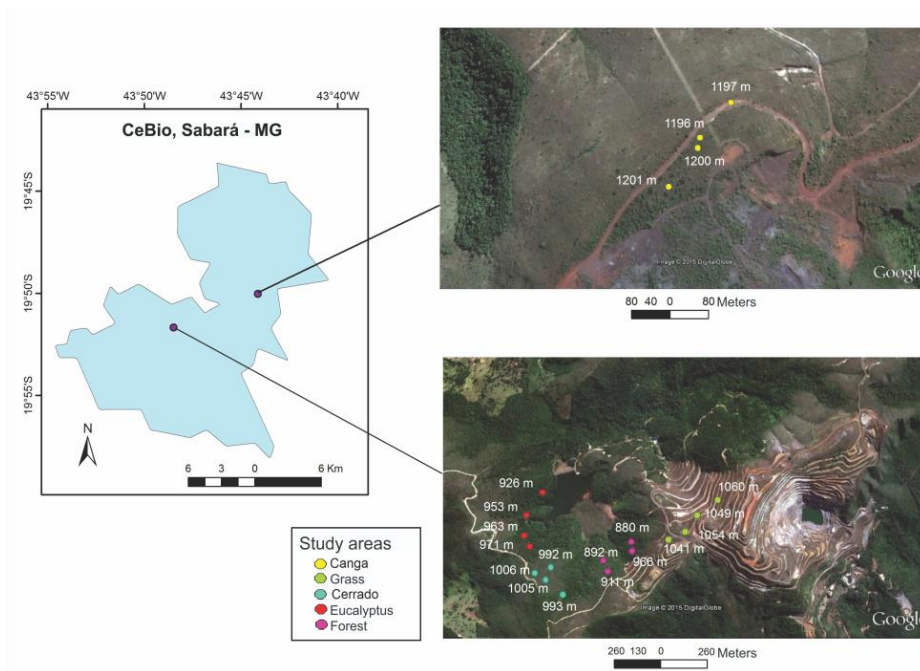 43°55'W 43°50'W 43°45'W 43°40'W
CeBio, Sabará - MG
19°45'S
19°50'S
19°55'S
N
6 3 0 6 Km
Study areas
Canga
Grass
Cerrado
Eucalyptus
Forest
1197 m
1196 m
1200 m
1201 m
Image © 2015 DigitalGlobe
Google
80 40 0 80 Meters
926 m
953 m
963 m
971 m
992 m
1006 m
1005 m
993 m
880 m
892 m
966 m
911 m
1060 m
1049 m
1054 m
1041 m
Image © 2015 DigitalGlobe
Google
260 130 0 260 Meters